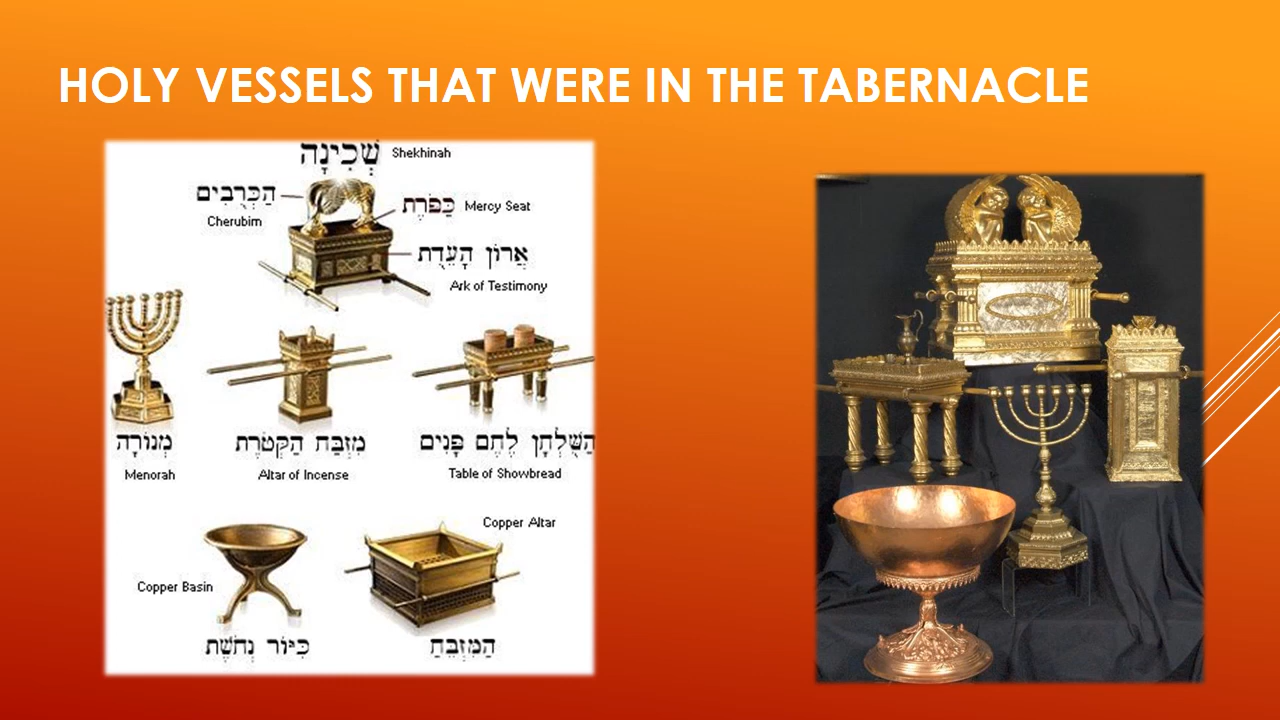 HOLY VESSELS THAT WERE IN THE TABERNACLE
שְׁכִינָה Shekhinah
הַכְּרֻבִים
Cherubim
כַּפֹּרֶת Mercy Seat
אֲרוֹן הָעֵדֻת
Ark of Testimony
מְנוֹרָה
Menorah
מִזְבַּח הַקְּטֹרֶת
Altar of Incense
הַשֻּׁלְחָן לֶחֶם פָּנִים
Table of Showbread
Copper Altar
Copper Basin
כִּיּוֹר נְחֹשֶׁת
הַמִּזְבֵּחַ